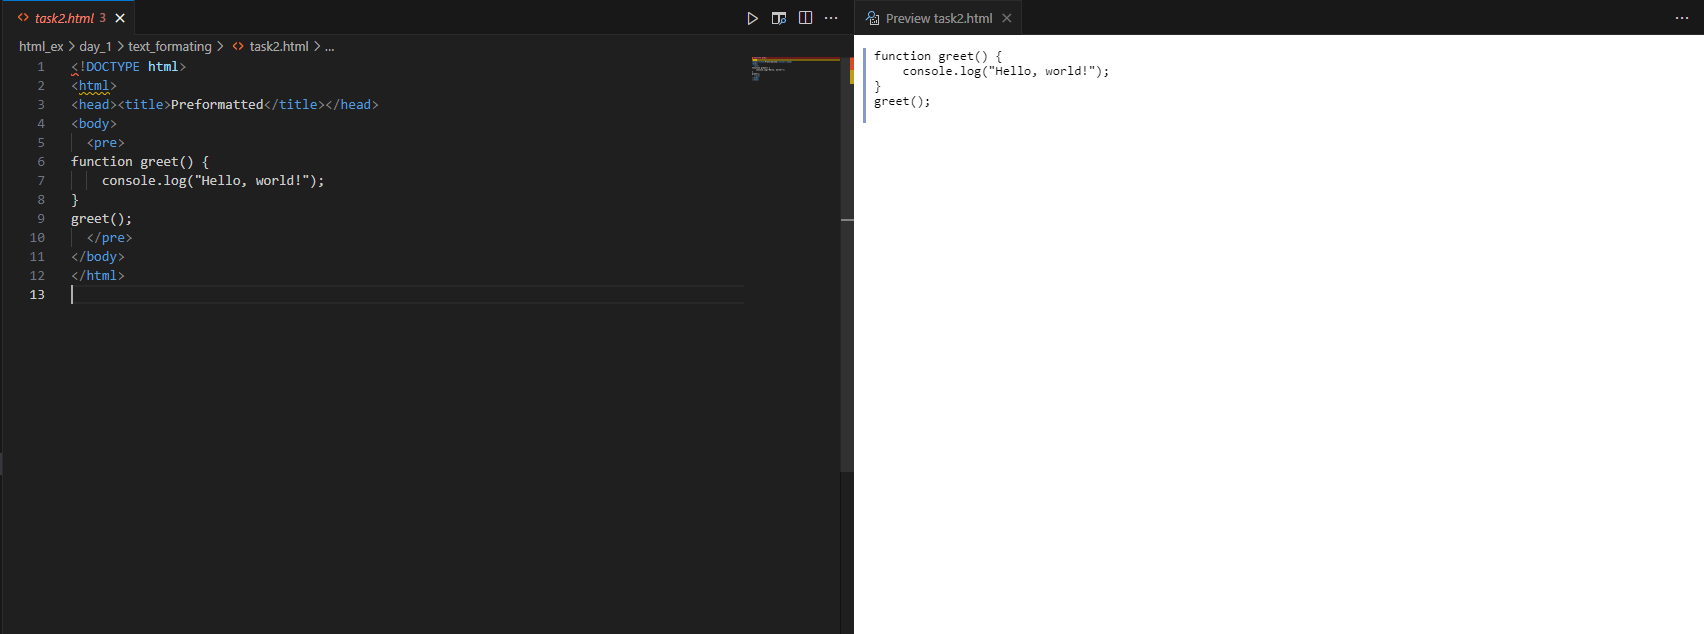 task2.html 3
html_ex > day_1 > text_formating > task2.html > ...
1 <!DOCTYPE html>
2 <html>
3 <head><title>Preformatted</title></head>
4 <body>
5   <pre>
6 function greet() {
7     console.log("Hello, world!");
8 }
9 greet();
10   </pre>
11 </body>
12 </html>
13
Preview task2.html
function greet() {
    console.log("Hello, world!");
}
greet();